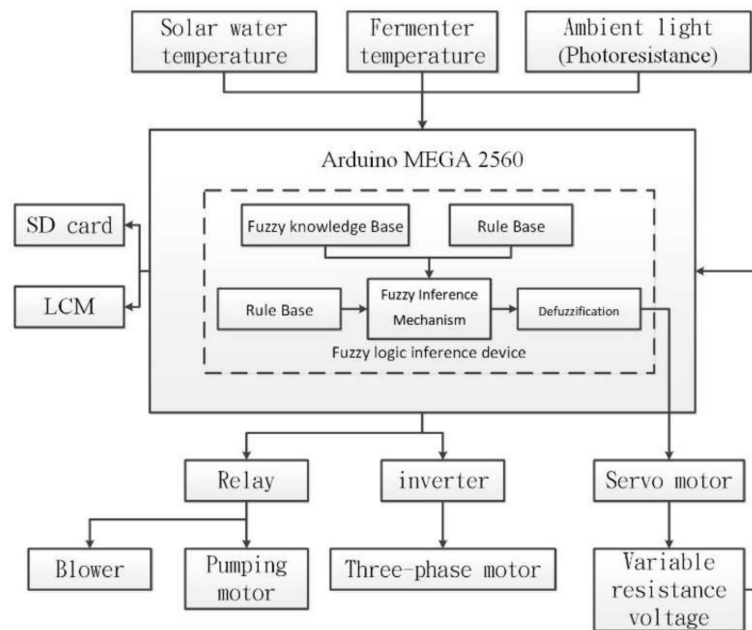 Solar water
temperature
Fermenter
temperature
Ambient light
(Photoresistance)
Arduino MEGA 2560
SD card
LCM
Fuzzy knowledge Base
Rule Base
Rule Base
Fuzzy Inference
Mechanism
Defuzzification
Fuzzy logic inference device
Relay
inverter
Servo motor
Blower
Pumping
motor
Three-phase motor
Variable
resistance
voltage